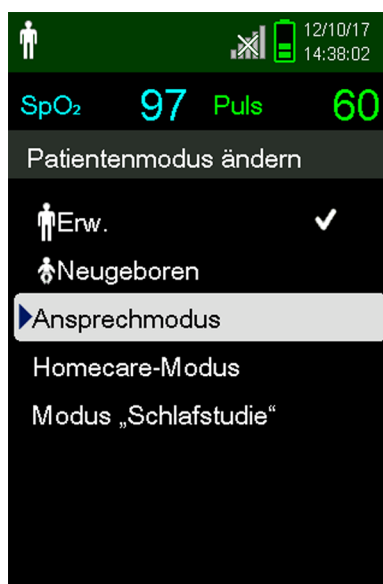 12/10/17
14:38:02
SpO₂ 97 Puls 60
Patientenmodus ändern
Erw.
Neugeboren
Ansprechmodus
Homecare-Modus
Modus „Schlafstudie“